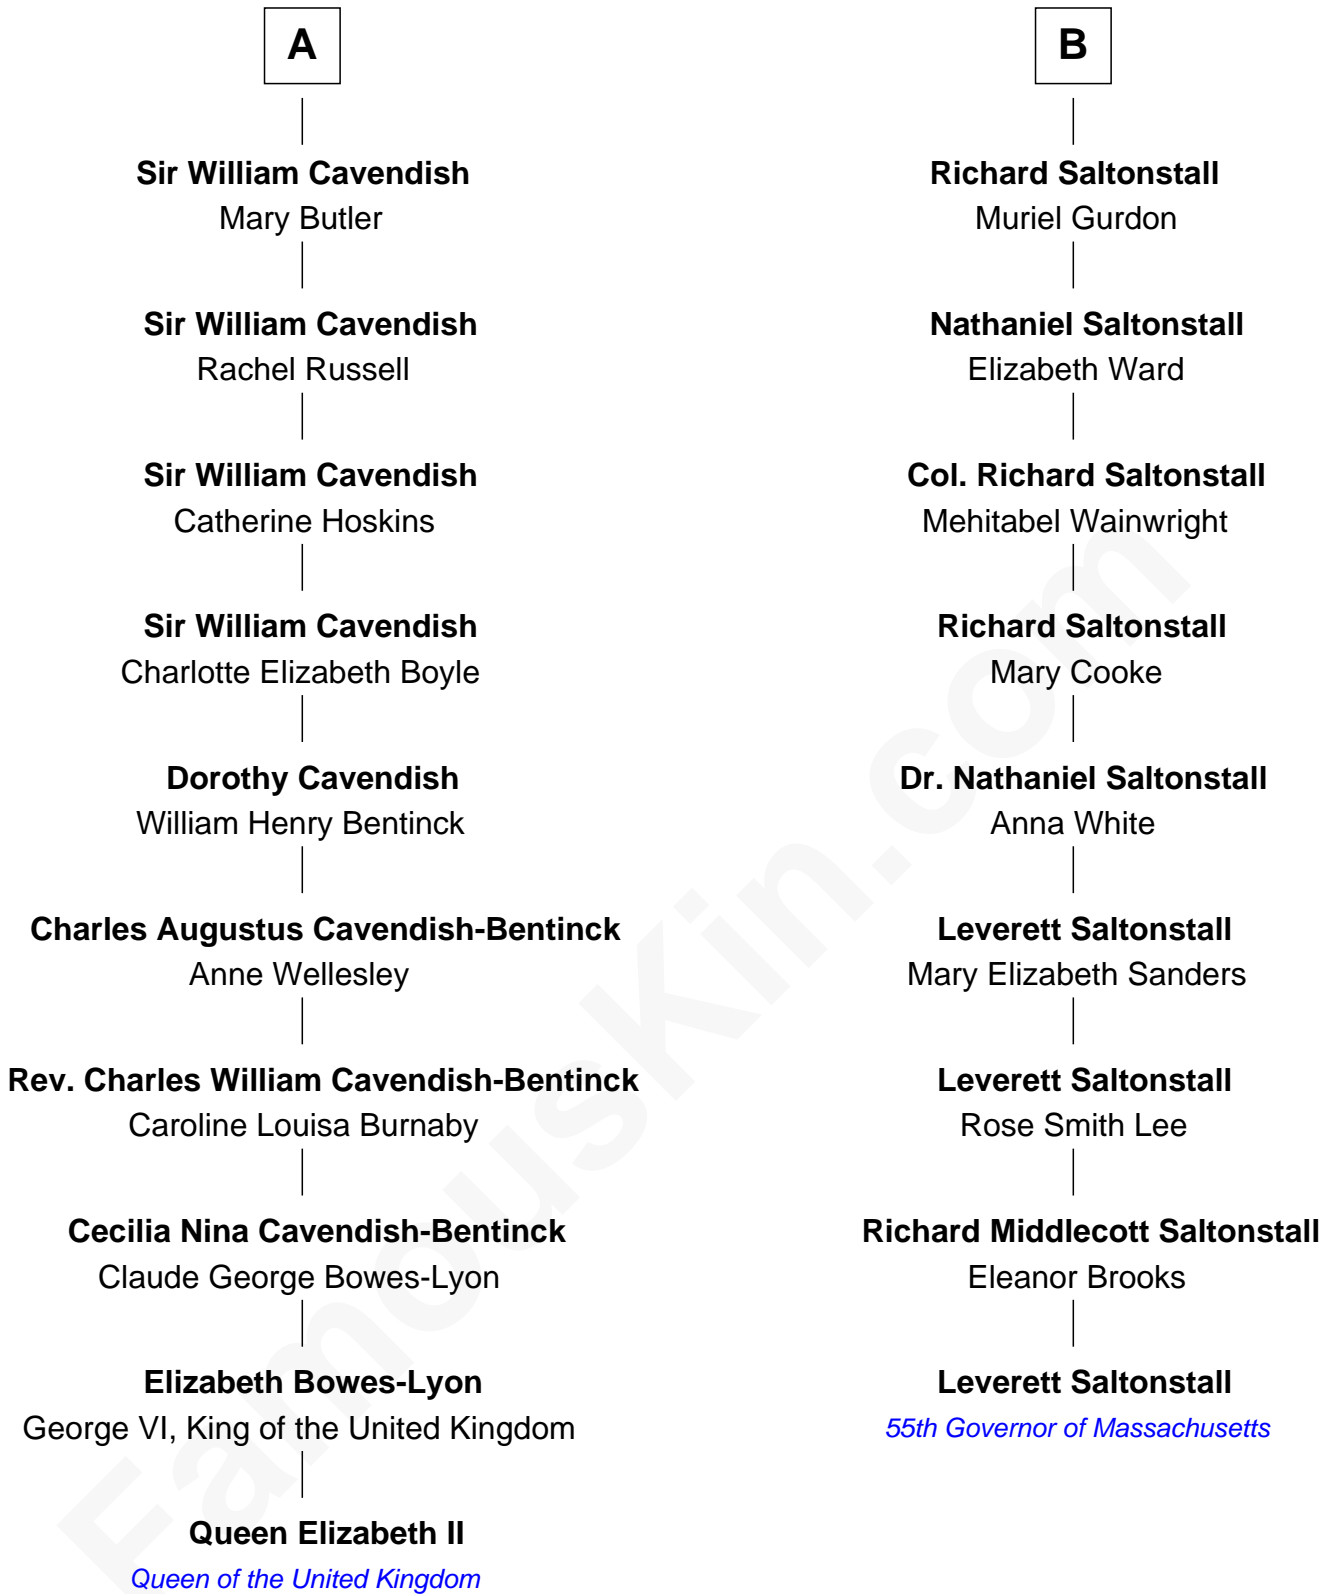 A
Sir William Cavendish
Mary Butler
Sir William Cavendish
Rachel Russell
Sir William Cavendish
Catherine Hoskins
Sir William Cavendish
Charlotte Elizabeth Boyle
Dorothy Cavendish
William Henry Bentinck
Charles Augustus Cavendish-Bentinck
Anne Wellesley
Rev. Charles William Cavendish-Bentinck
Caroline Louisa Burnaby
Cecilia Nina Cavendish-Bentinck
Claude George Bowes-Lyon
Elizabeth Bowes-Lyon
George VI, King of the United Kingdom
Queen Elizabeth II
Queen of the United Kingdom
B
Richard Saltonstall
Muriel Gurdon
Nathaniel Saltonstall
Elizabeth Ward
Col. Richard Saltonstall
Mehitabel Wainwright
Richard Saltonstall
Mary Cooke
Dr. Nathaniel Saltonstall
Anna White
Leverett Saltonstall
Mary Elizabeth Sanders
Leverett Saltonstall
Rose Smith Lee
Richard Middlecott Saltonstall
Eleanor Brooks
Leverett Saltonstall
55th Governor of Massachusetts
FamousKin.com